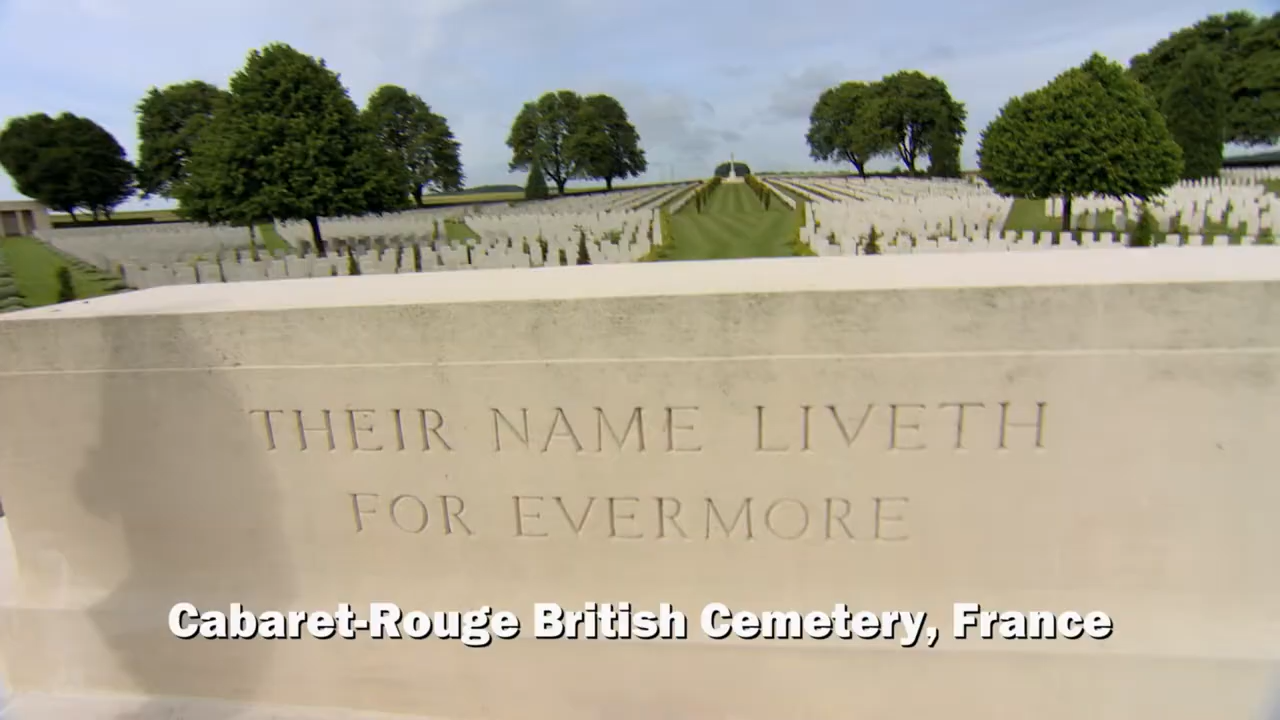 THEIR NAME LIVETH
FOR EVERMORE
Cabaret-Rouge British Cemetery, France